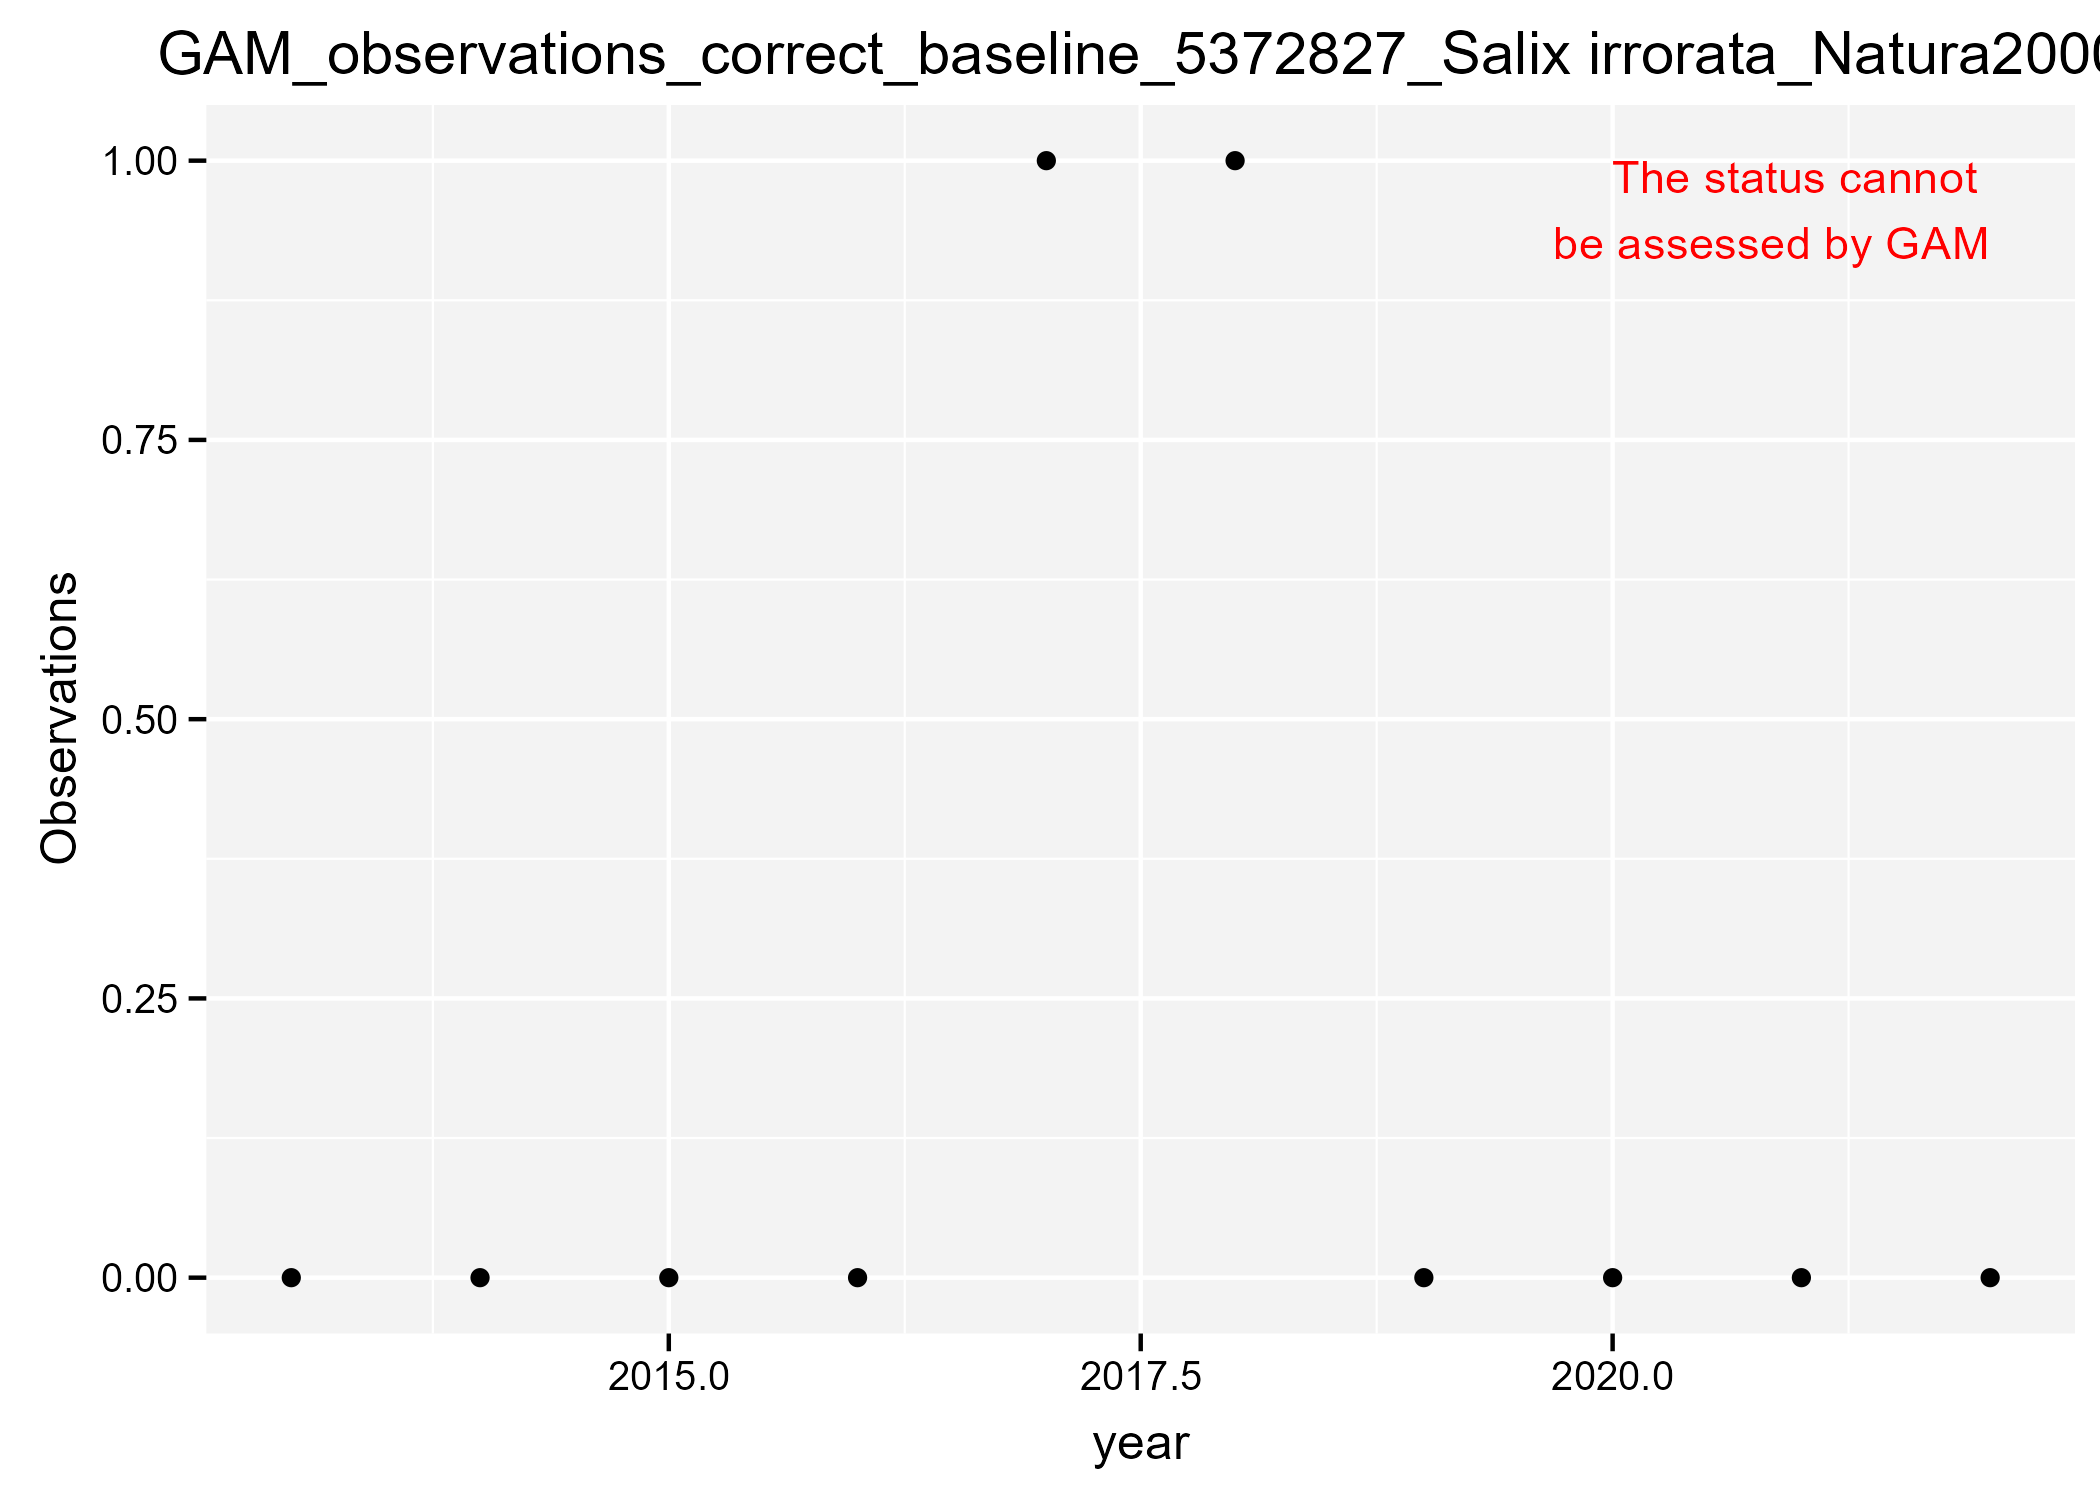 GAM_observations_correct_baseline_5372827_Salix irrorata_Natura2000
1.00
The status cannot
be assessed by GAM
0.75
0.50
0.25
0.00
Observations
2015.0
2017.5
2020.0
year